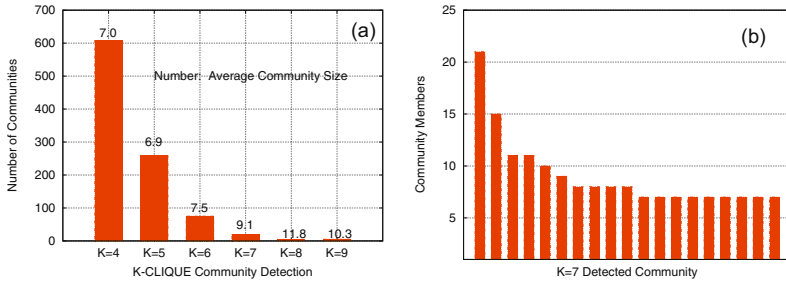 700
600
500
400
300
200
100
0
Number of Communities
(a)
Number: Average Community Size
7.0
6.9
7.5
9.1
11.8
10.3
K=4 K=5 K=6 K=7 K=8 K=9
K-CLIQUE Community Detection
25
20
15
10
5
Community Members
(b)
K=7 Detected Community